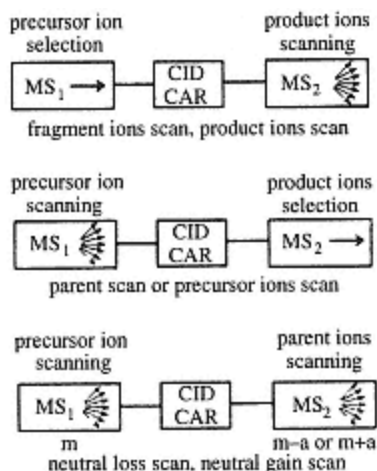 precursor ion product ions
selection scanning
MS1 → CID CAR MS2
fragment ions scan, product ions scan
precursor ion product ions
scanning selection
MS1 CID CAR MS2 →
parent scan or precursor ions scan
precursor ion parent ions
scanning scanning
MS1 CID CAR MS2
m m–a or m+a
neutral loss scan, neutral gain scan